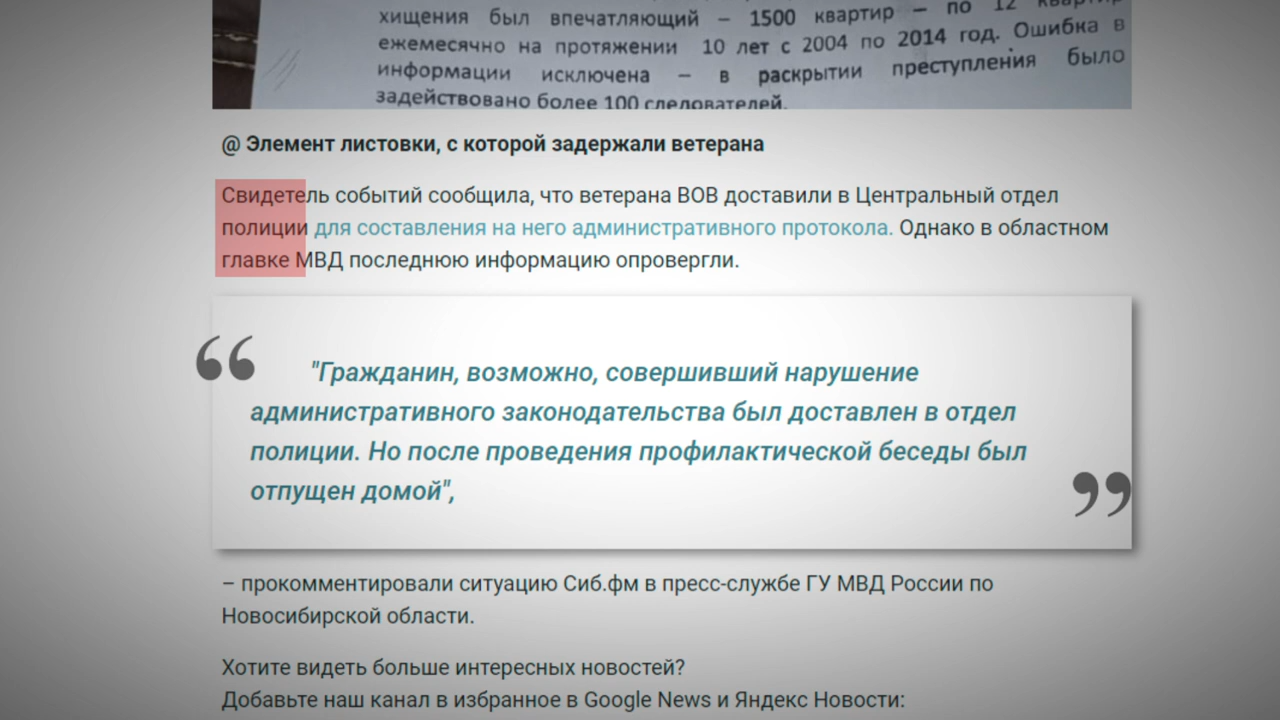 хищения был впечатляющий – 1500 квартир – по 12 квартир
ежемесячно на протяжении 10 лет с 2004 по 2014 год. Ошибка в
информации исключена – в раскрытии преступления было
задействовано более 100 следователей.
@ Элемент листовки, с которой задержали ветерана
Свидетель событий сообщила, что ветерана ВОВ доставили в Центральный отдел
полиции для составления на него административного протокола. Однако в областном
главке МВД последнюю информацию опровергли.
"Гражданин, возможно, совершивший нарушение
административного законодательства был доставлен в отдел
полиции. Но после проведения профилактической беседы был
отпущен домой",
– прокомментировали ситуацию Сиб.фм в пресс-службе ГУ МВД России по
Новосибирской области.
Хотите видеть больше интересных новостей?
Добавьте наш канал в избранное в Google News и Яндекс Новости: